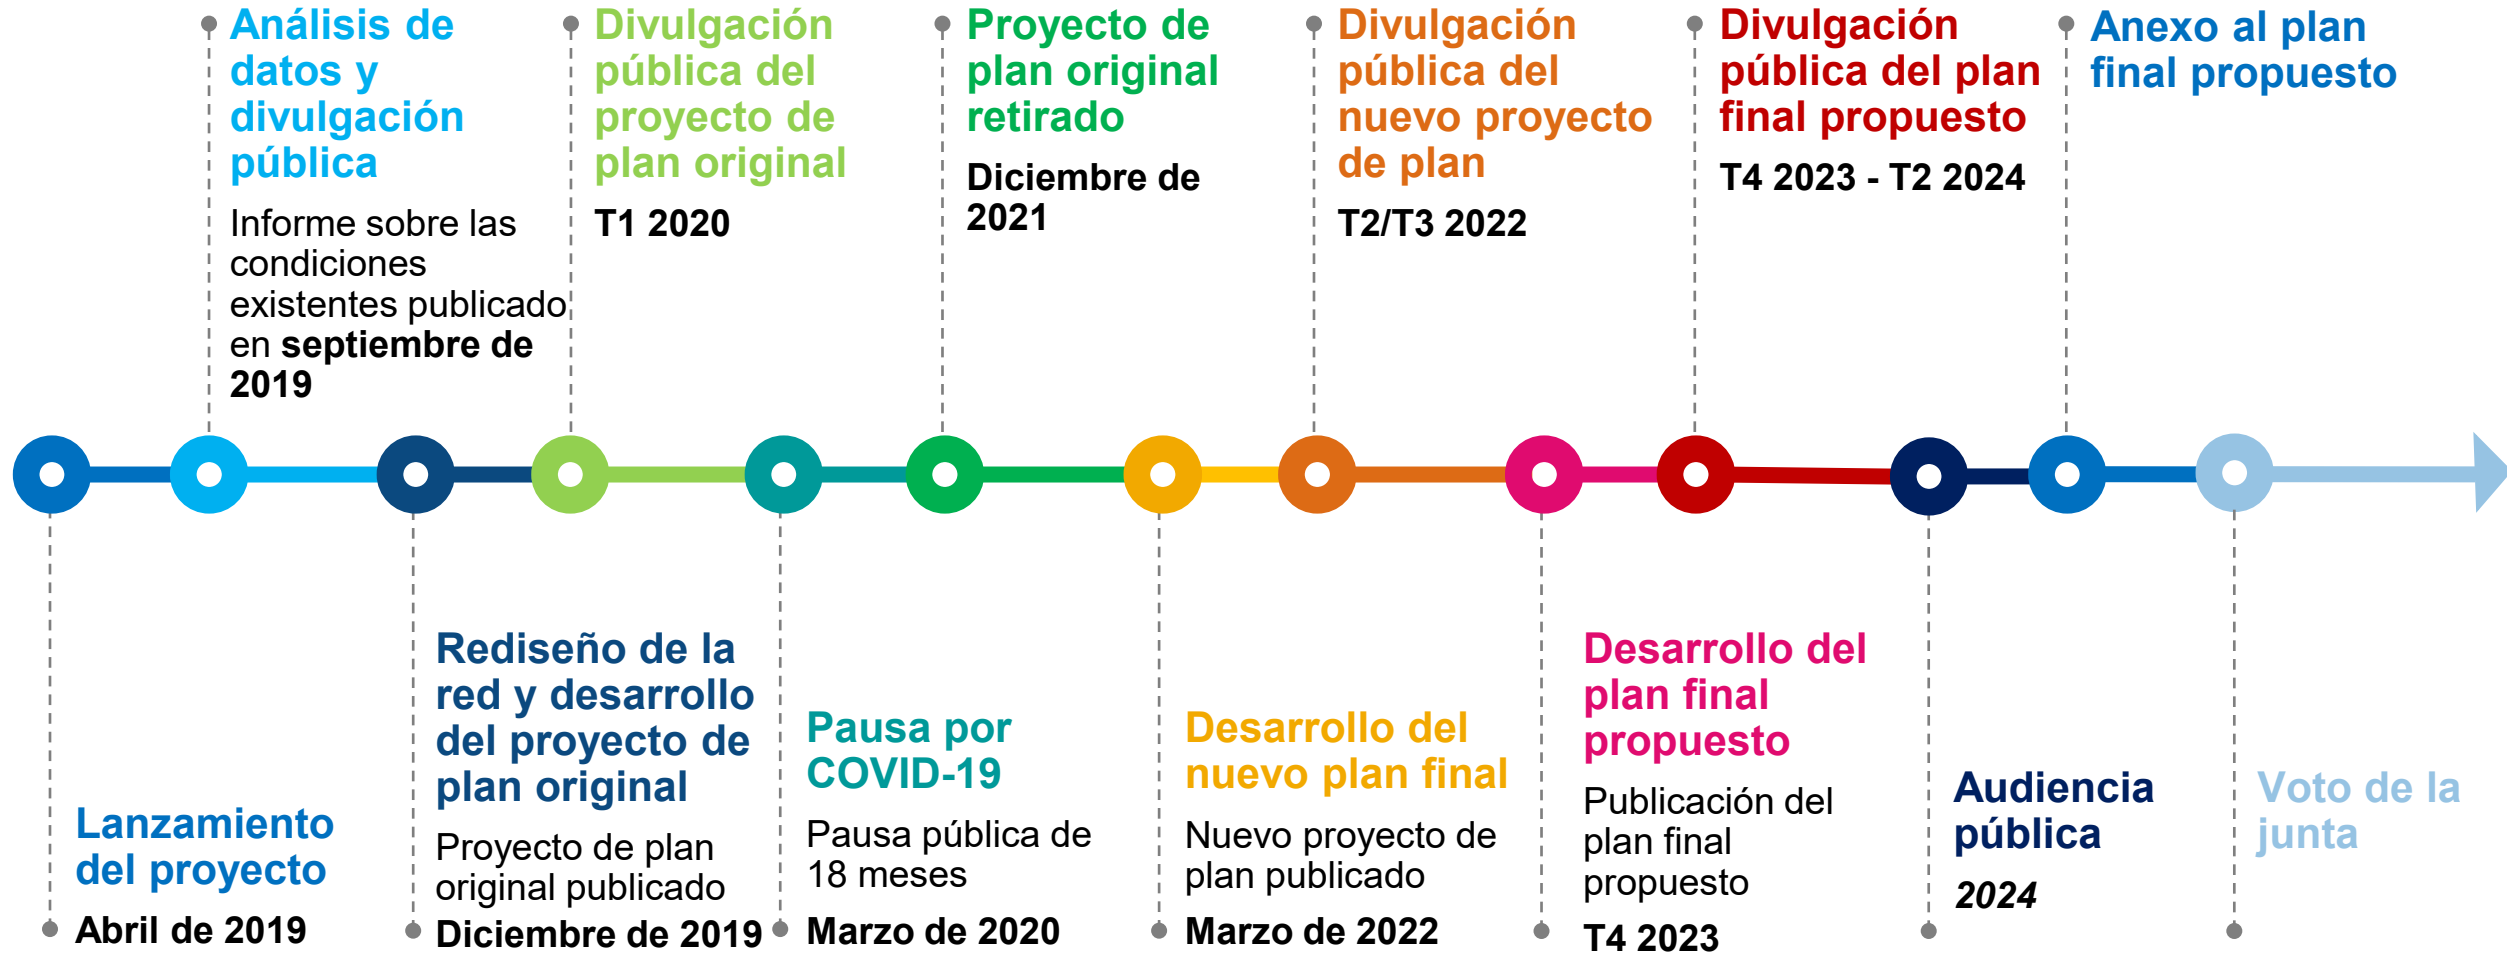 Análisis de
datos y
divulgación
pública
Informe sobre las
condiciones
existentes publicado
en septiembre de
2019
Divulgación
pública del
proyecto de
plan original
T1 2020
Proyecto de
plan original
retirado
Diciembre de
2021
Divulgación
pública del
nuevo proyecto
de plan
T2/T3 2022
Divulgación
pública del plan
final propuesto
T4 2023 - T2 2024
Anexo al plan
final propuesto
Lanzamiento
del proyecto
Abril de 2019
Rediseño de la
red y desarrollo
del proyecto de
plan original
Proyecto de plan
original publicado
Diciembre de 2019
Pausa por
COVID-19
Pausa pública de
18 meses
Marzo de 2020
Desarrollo del
nuevo plan final
Nuevo proyecto de
plan publicado
Marzo de 2022
Desarrollo del
plan final
propuesto
Publicación del
plan final
propuesto
T4 2023
Audiencia
pública
2024
Voto de la
junta